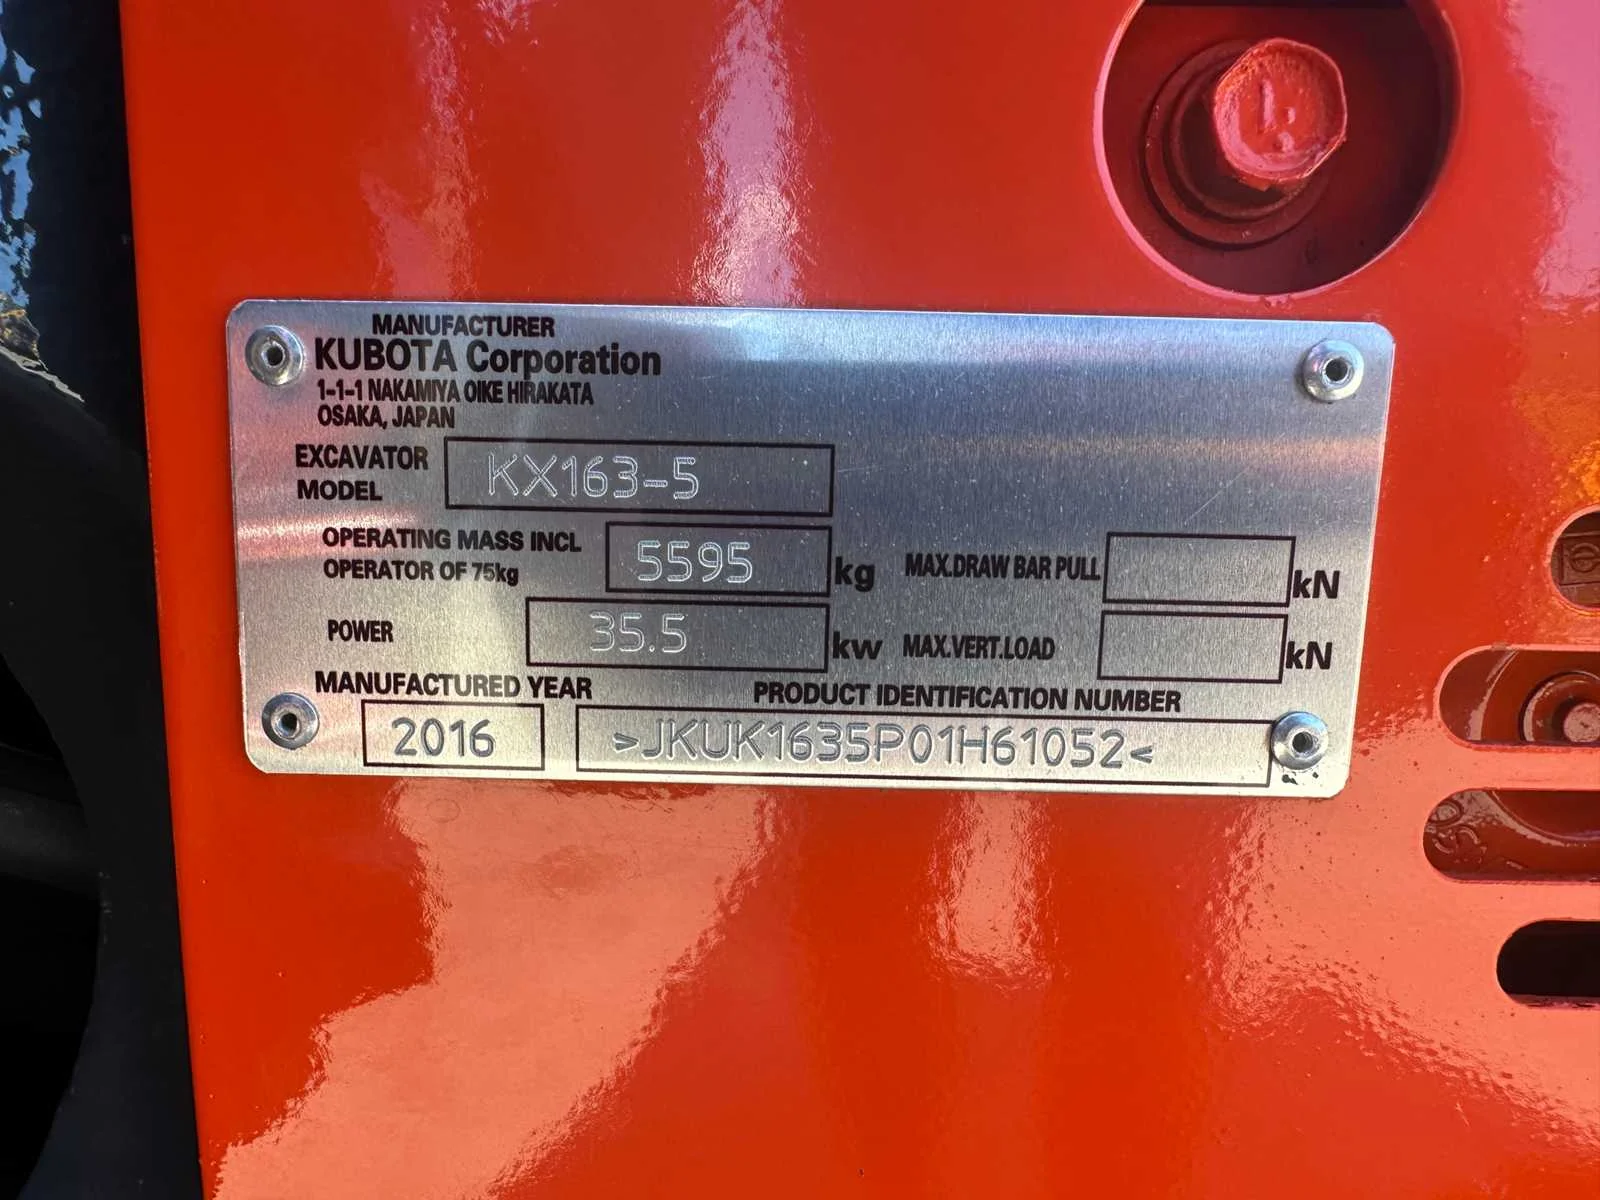 MANUFACTURER
KUBOTA Corporation
1-1-1 NAKAMIYA OIKE HIRAKATA
OSAKA, JAPAN
EXCAVATOR MODEL KX163-5
OPERATING MASS INCL OPERATOR OF 75kg 5595 kg
MAX.DRAW BAR PULL kN
POWER 35.5 kw
MAX.VERT.LOAD kN
MANUFACTURED YEAR
2016
PRODUCT IDENTIFICATION NUMBER
>JKUK1635P01H61052<